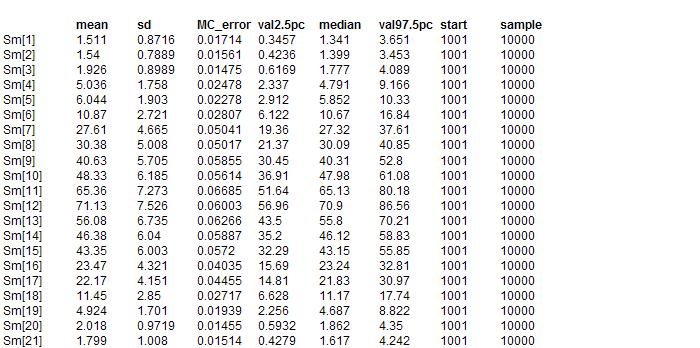 mean sd MC_error val2.5pc median val97.5pc start sample
Sm[1] 1.511 0.8716 0.01714 0.3457 1.341 3.651 1001 10000
Sm[2] 1.54 0.7889 0.01561 0.4236 1.399 3.453 1001 10000
Sm[3] 1.926 0.8989 0.01475 0.6169 1.777 4.089 1001 10000
Sm[4] 5.036 1.758 0.02478 2.337 4.791 9.166 1001 10000
Sm[5] 6.044 1.903 0.02278 2.912 5.852 10.33 1001 10000
Sm[6] 10.87 2.721 0.02807 6.122 10.67 16.84 1001 10000
Sm[7] 27.61 4.665 0.05041 19.36 27.32 37.61 1001 10000
Sm[8] 30.38 5.008 0.05017 21.37 30.09 40.85 1001 10000
Sm[9] 40.63 5.705 0.05855 30.45 40.31 52.8 1001 10000
Sm[10] 48.33 6.185 0.05614 36.91 47.98 61.08 1001 10000
Sm[11] 65.36 7.273 0.06685 51.64 65.13 80.18 1001 10000
Sm[12] 71.13 7.526 0.06003 56.96 70.9 86.56 1001 10000
Sm[13] 56.08 6.735 0.06266 43.5 55.8 70.21 1001 10000
Sm[14] 46.38 6.04 0.05887 35.2 46.12 58.83 1001 10000
Sm[15] 43.35 6.003 0.0572 32.29 43.15 55.85 1001 10000
Sm[16] 23.47 4.321 0.04035 15.69 23.24 32.81 1001 10000
Sm[17] 22.17 4.151 0.04455 14.81 21.83 30.97 1001 10000
Sm[18] 11.45 2.85 0.02717 6.628 11.17 17.74 1001 10000
Sm[19] 4.924 1.701 0.01939 2.256 4.687 8.822 1001 10000
Sm[20] 2.018 0.9719 0.01455 0.5932 1.862 4.35 1001 10000
Sm[21] 1.799 1.008 0.01514 0.4279 1.617 4.242 1001 10000